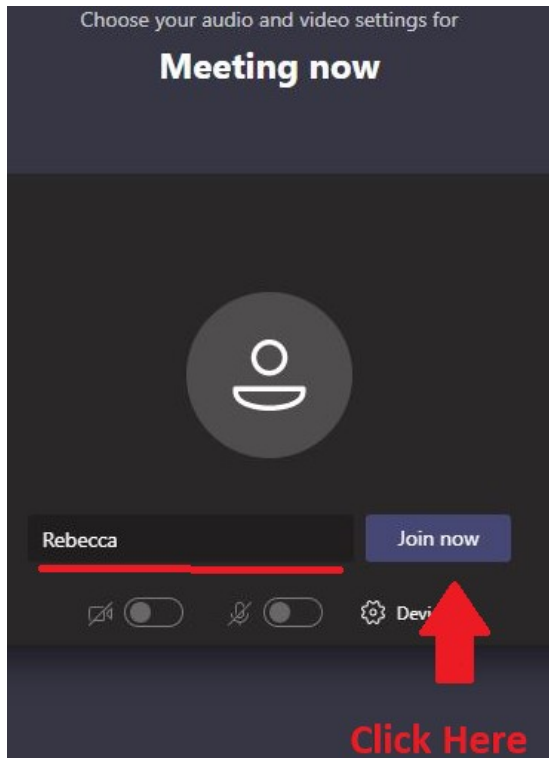 Choose your audio and video settings for
Meeting now
Rebecca
Join now
Click Here